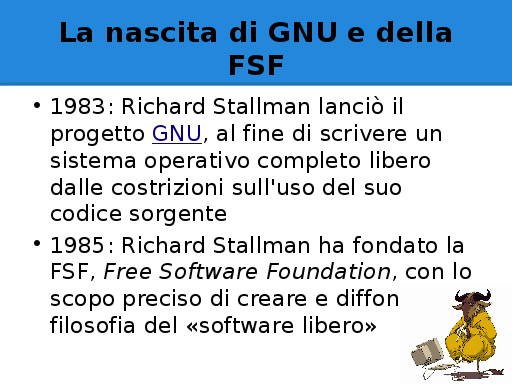 La nascita di GNU e della
FSF
• 1983: Richard Stallman lanciò il
progetto GNU, al fine di scrivere un
sistema operativo completo libero
dalle costrizioni sull'uso del suo
codice sorgente
• 1985: Richard Stallman ha fondato la
FSF, Free Software Foundation, con lo
scopo preciso di creare e diffon
filosofia del «software libero»